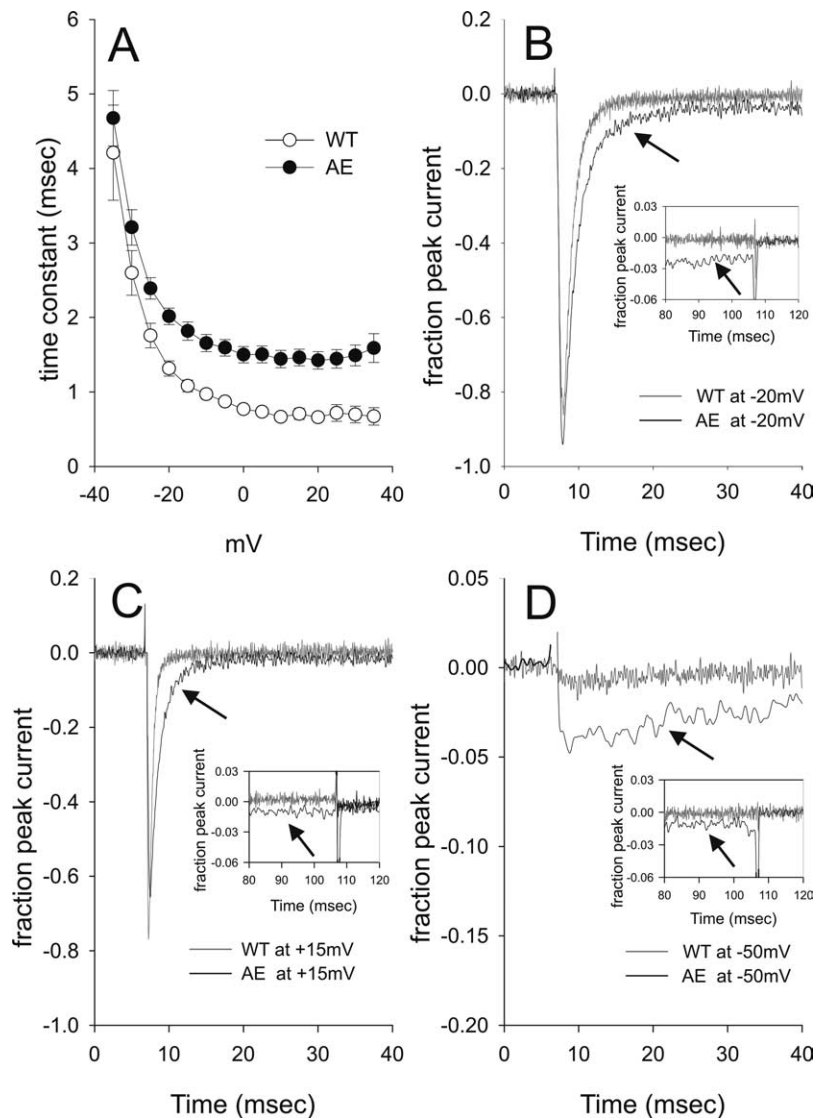 A
6
5
4
3
2
1
0
time constant (msec)
WT
AE
-40 -20 0 20 40
mV
B
0.2
0.0
-0.2
-0.4
-0.6
-0.8
-1.0
fraction peak current
0.03
0.00
-0.03
-0.06
fraction peak current
80 90 100 110 120
Time (msec)
WT at -20mV
AE at -20mV
0 10 20 30 40
Time (msec)
C
0.2
0.0
-0.2
-0.4
-0.6
-0.8
-1.0
fraction peak current
0.03
0.00
-0.03
-0.06
fraction peak current
80 90 100 110 120
Time (msec)
WT at +15mV
AE at +15mV
0 10 20 30 40
Time (msec)
D
0.05
0.00
-0.05
-0.10
-0.15
-0.20
fraction peak current
0.03
0.00
-0.03
-0.06
fraction peak current
80 90 100 110 120
Time (msec)
WT at -50mV
AE at -50mV
0 10 20 30 40
Time (msec)